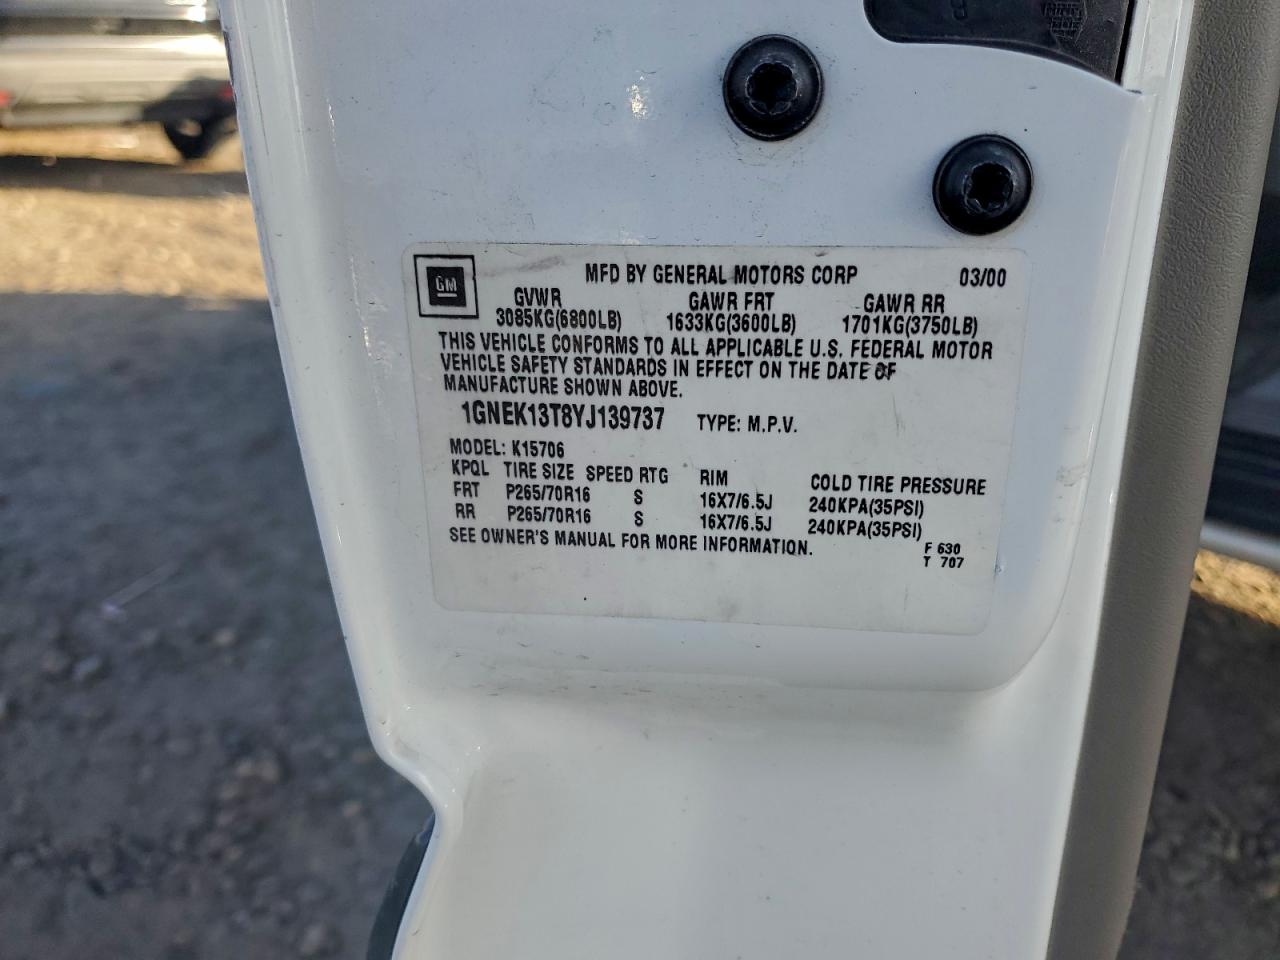 GM
MFD BY GENERAL MOTORS CORP 03/00
GVWR GAWR FRT GAWR RR
3085KG(6800LB) 1633KG(3600LB) 1701KG(3750LB)
THIS VEHICLE CONFORMS TO ALL APPLICABLE U.S. FEDERAL MOTOR
VEHICLE SAFETY STANDARDS IN EFFECT ON THE DATE OF
MANUFACTURE SHOWN ABOVE.
1GNEK13T8YJ139737 TYPE: M.P.V.
MODEL: K15706
KPQL TIRE SIZE SPEED RTG RIM COLD TIRE PRESSURE
FRT P265/70R16 S 16X7/6.5J 240KPA(35PSI)
RR P265/70R16 S 16X7/6.5J 240KPA(35PSI)
SEE OWNER'S MANUAL FOR MORE INFORMATION.
F 630
T 707